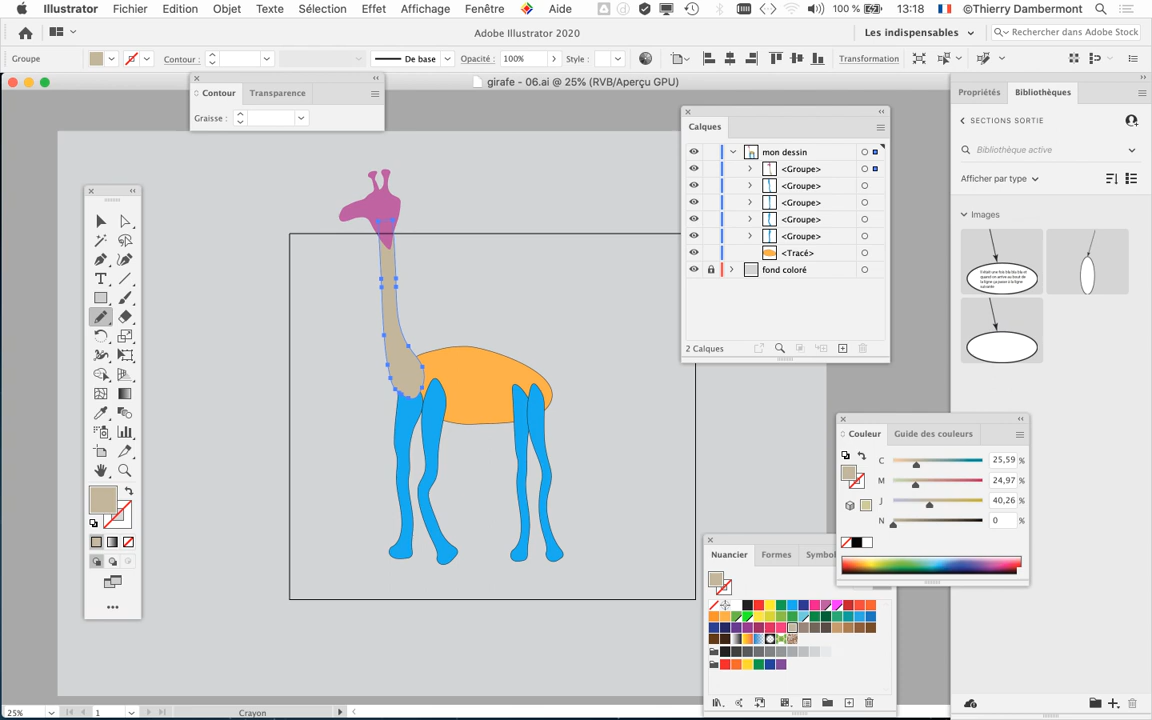 Illustrator Fichier Edition Objet Texte Sélection Effet Affichage Fenêtre Aide 100 % 13:18 ©Thierry Dambermont
Adobe Illustrator 2020 Les indispensables Rechercher dans Adobe Stock
Groupe Contour : De base Opacité : 100% Style : Transformation
girafe - 06.ai @ 25% (RVB/Aperçu GPU)
Contour Transparence
Graisse :
Calques
mon dessin
<Groupe>
<Groupe>
<Groupe>
<Groupe>
<Groupe>
<Tracé>
fond coloré
2 Calques
Propriétés Bibliothèques
SECTIONS SORTIE
Bibliothèque active
Afficher par type
Images
Couleur Guide des couleurs
C 25,59 %
M 24,97 %
J 40,26 %
N 0 %
Nuancier Formes Symbol
25% 1 Crayon